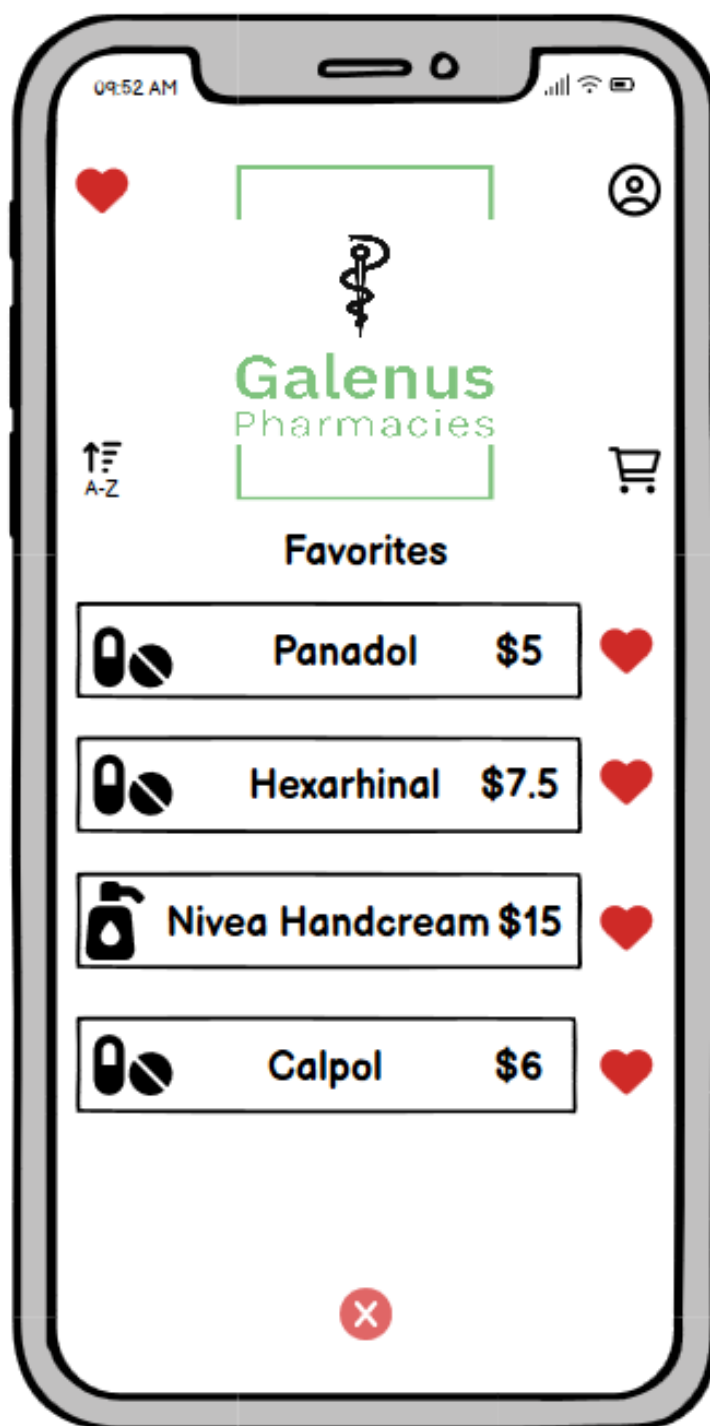 09:52 AM
Galenus
Pharmacies
A-Z
Favorites
Panadol $5
Hexarhinal $7.5
Nivea Handcream $15
Calpol $6